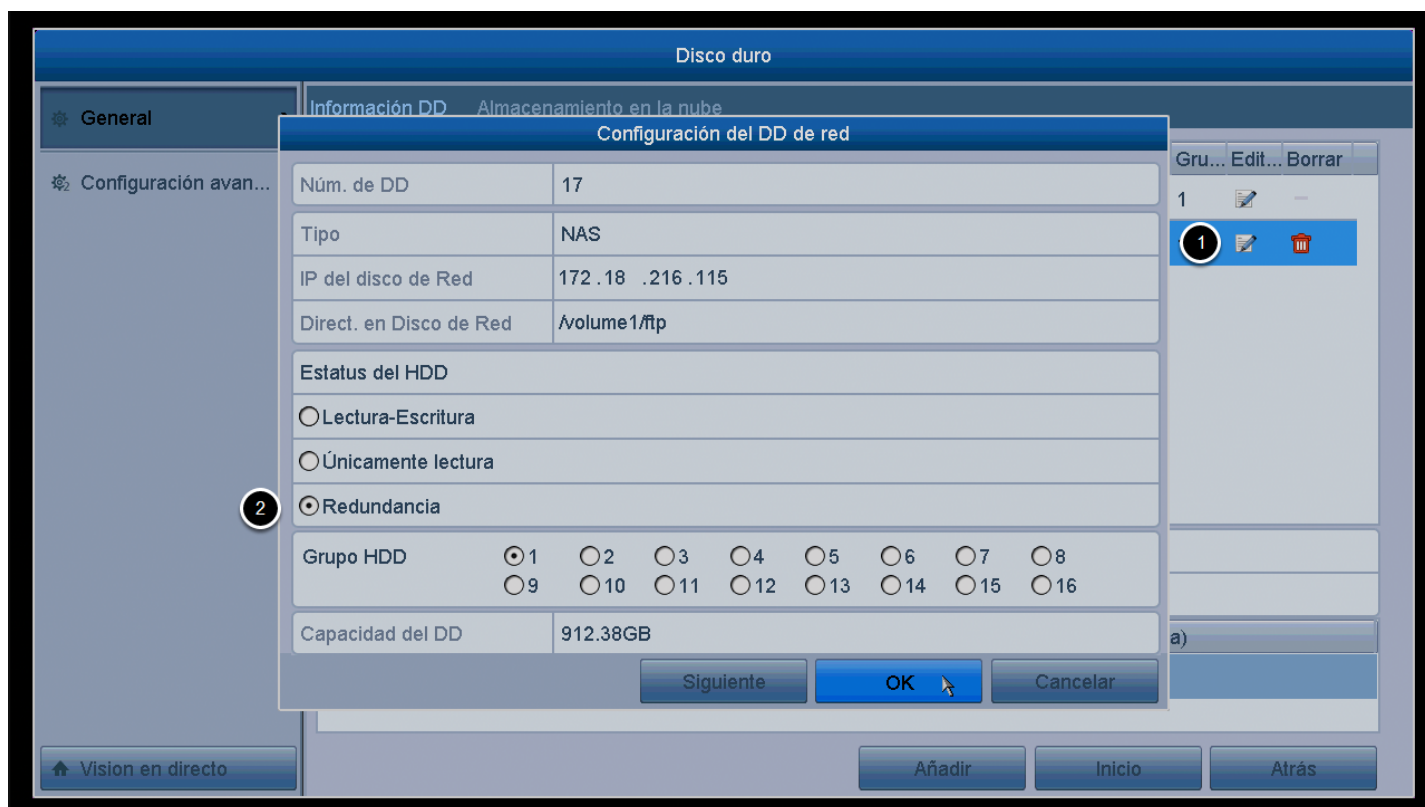 Disco duro
General
Información DD Almacenamiento en la nube
Configuración del DD de red
Gru... Edit... Borrar
Configuración avan...
Núm. de DD 17
1
Tipo NAS
1
IP del disco de Red 172.18 .216.115
Direct. en Disco de Red /volume1/ftp
Estatus del HDD
Lectura-Escritura
Únicamente lectura
2 Redundancia
Grupo HDD 1 2 3 4 5 6 7 8
9 10 11 12 13 14 15 16
Capacidad del DD 912.38GB
a)
Siguiente OK Cancelar
Vision en directo Añadir Inicio Atrás